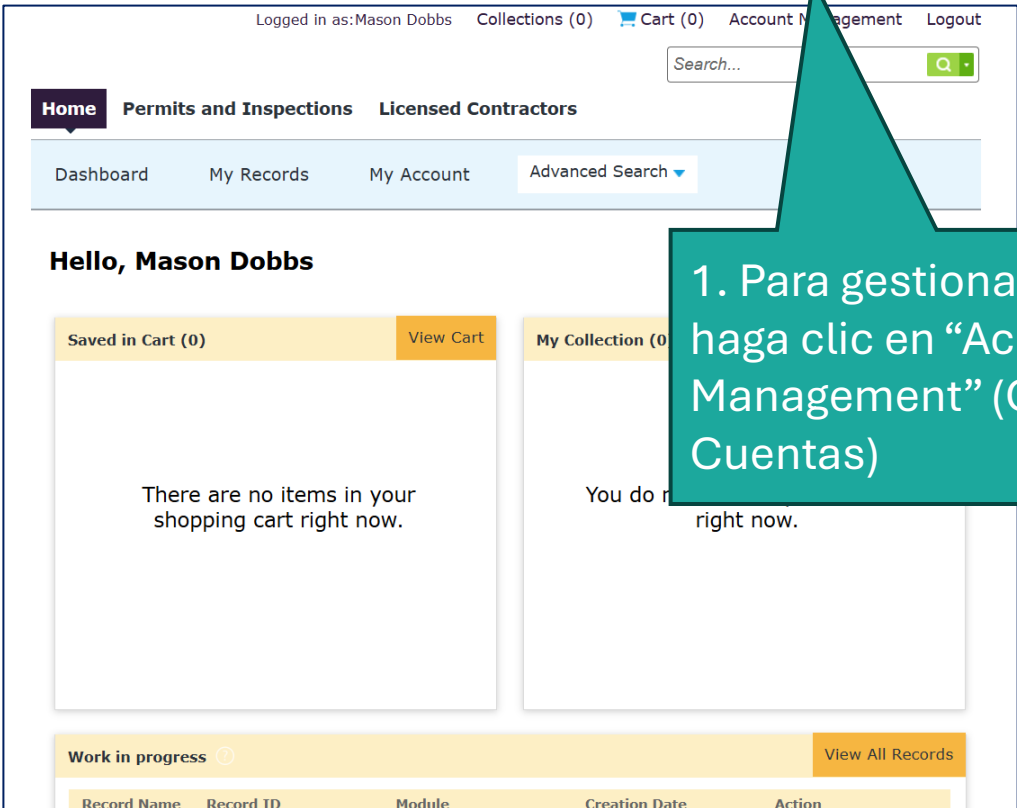 Logged in as:Mason Dobbs Collections (0) Cart (0) Account Management Logout
Search...
Home Permits and Inspections Licensed Contractors
Dashboard My Records My Account Advanced Search
Hello, Mason Dobbs
1. Para gestiona
haga clic en “Ac
Management” (
Cuentas)
Saved in Cart (0) View Cart
My Collection (0
There are no items in your
shopping cart right now.
You do
right now.
Work in progress View All Records
Record Name Record ID Module Creation Date Action